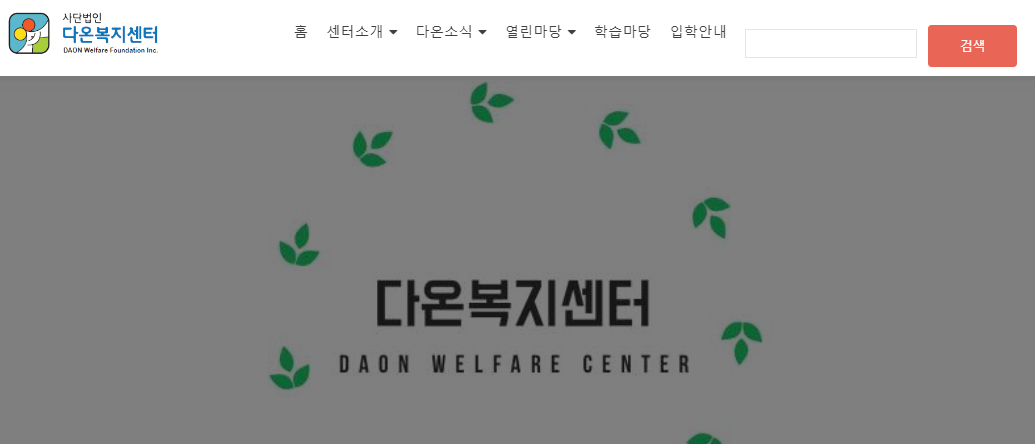 사단법인
다온복지센터
DAON Welfare Foundation Inc.
홈 센터소개 다온소식 열린마당 학습마당 입학안내
검색
다온복지센터
DAON WELFARE CENTER